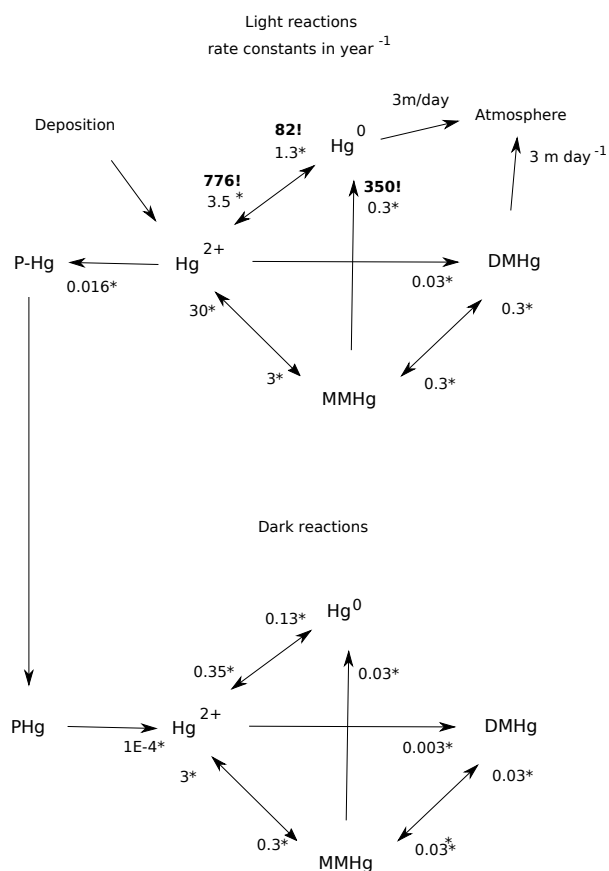 Light reactions
rate constants in year -1
3m/day
Atmosphere
Deposition
82!
1.3*
Hg 0
3 m day -1
776!
3.5 *
350!
0.3*
P-Hg
Hg 2+
DMHg
0.016*
0.03*
30*
0.3*
3*
0.3*
MMHg
Dark reactions
0.13*
Hg 0
0.35*
0.03*
PHg
Hg 2+
DMHg
1E-4*
0.003*
3*
0.03*
0.3*
0.03*
*
MMHg